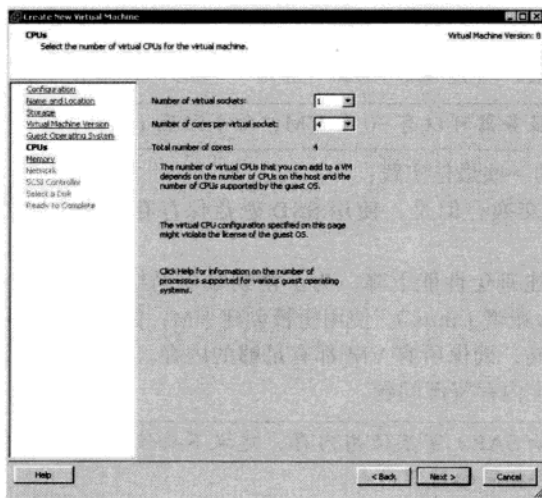 Create New Virtual Machine
CPUs
Select the number of virtual CPUs for the virtual machine.
Virtual Machine Version: 8
Configuration
Name and Location
Storage
Virtual Machine Version
Guest Operating System
CPUs
Memory
Network
SCSI Controller
Select a Disk
Ready to Complete
Number of virtual sockets: 1
Number of cores per virtual socket: 4
Total number of cores: 4
The number of virtual CPUs that you can add to a VM
depends on the number of CPUs on the host and the
number of CPUs supported by the guest OS.
The virtual CPU configuration specified on this page
might violate the license of the guest OS.
Click Help for information on the number of
processors supported for various guest operating
systems.
Help
< Back
Next >
Cancel